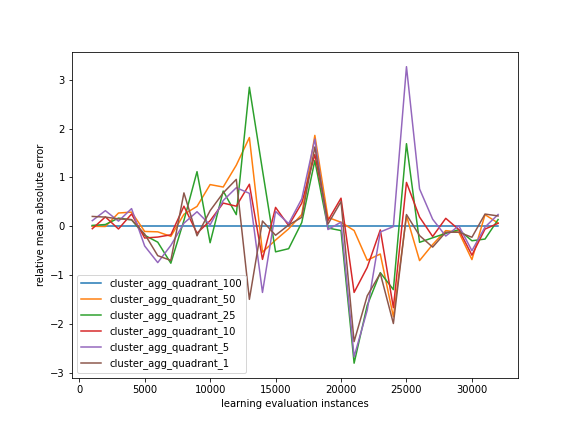 3
2
1
0
−1
−2
−3
relative mean absolute error
cluster_agg_quadrant_100
cluster_agg_quadrant_50
cluster_agg_quadrant_25
cluster_agg_quadrant_10
cluster_agg_quadrant_5
cluster_agg_quadrant_1
0 5000 10000 15000 20000 25000 30000
learning evaluation instances